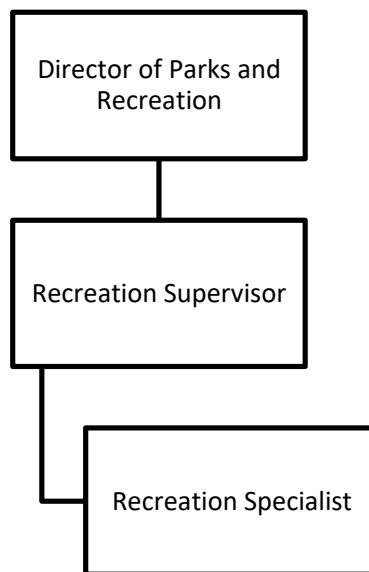 Director of Parks and
Recreation
Recreation Supervisor
Recreation Specialist